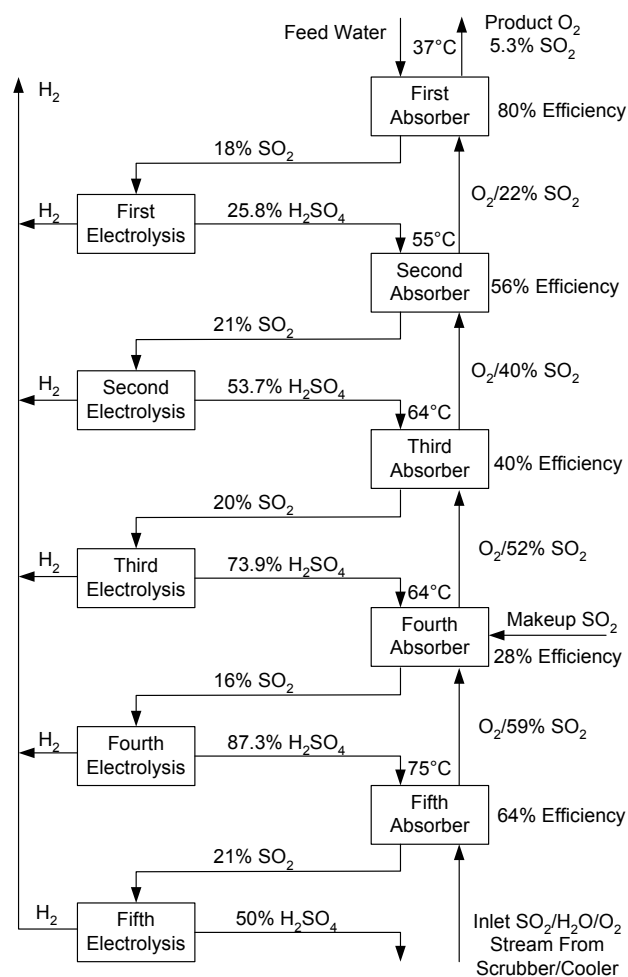 Feed Water
37°C
Product O₂
5.3% SO₂
H₂
First
Absorber
80% Efficiency
18% SO₂
O₂/22% SO₂
H₂
First
Electrolysis
25.8% H₂SO₄
55°C
Second
Absorber
56% Efficiency
21% SO₂
O₂/40% SO₂
H₂
Second
Electrolysis
53.7% H₂SO₄
64°C
Third
Absorber
40% Efficiency
20% SO₂
O₂/52% SO₂
H₂
Third
Electrolysis
73.9% H₂SO₄
64°C
Fourth
Absorber
Makeup SO₂
28% Efficiency
16% SO₂
O₂/59% SO₂
H₂
Fourth
Electrolysis
87.3% H₂SO₄
75°C
Fifth
Absorber
64% Efficiency
21% SO₂
H₂
Fifth
Electrolysis
50% H₂SO₄
Inlet SO₂/H₂O/O₂
Stream From
Scrubber/Cooler